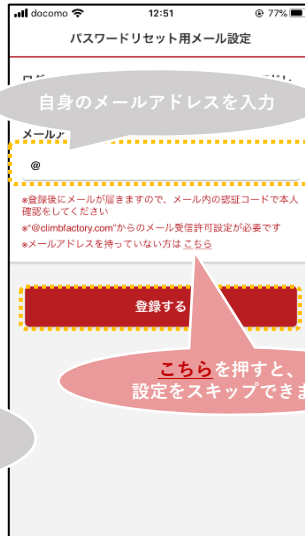 docomo 12:51 77%
パスワードリセット用メール設定
自身のメールアドレスを入力
メールア
@
※登録後にメールが届きますので、メール内の認証コードで本人
確認をしてください
※"@climbfactory.com"からのメール受信許可設定が必要です
※メールアドレスを持っていない方は こちら
登録する
こちらを押すと、
設定をスキップできま